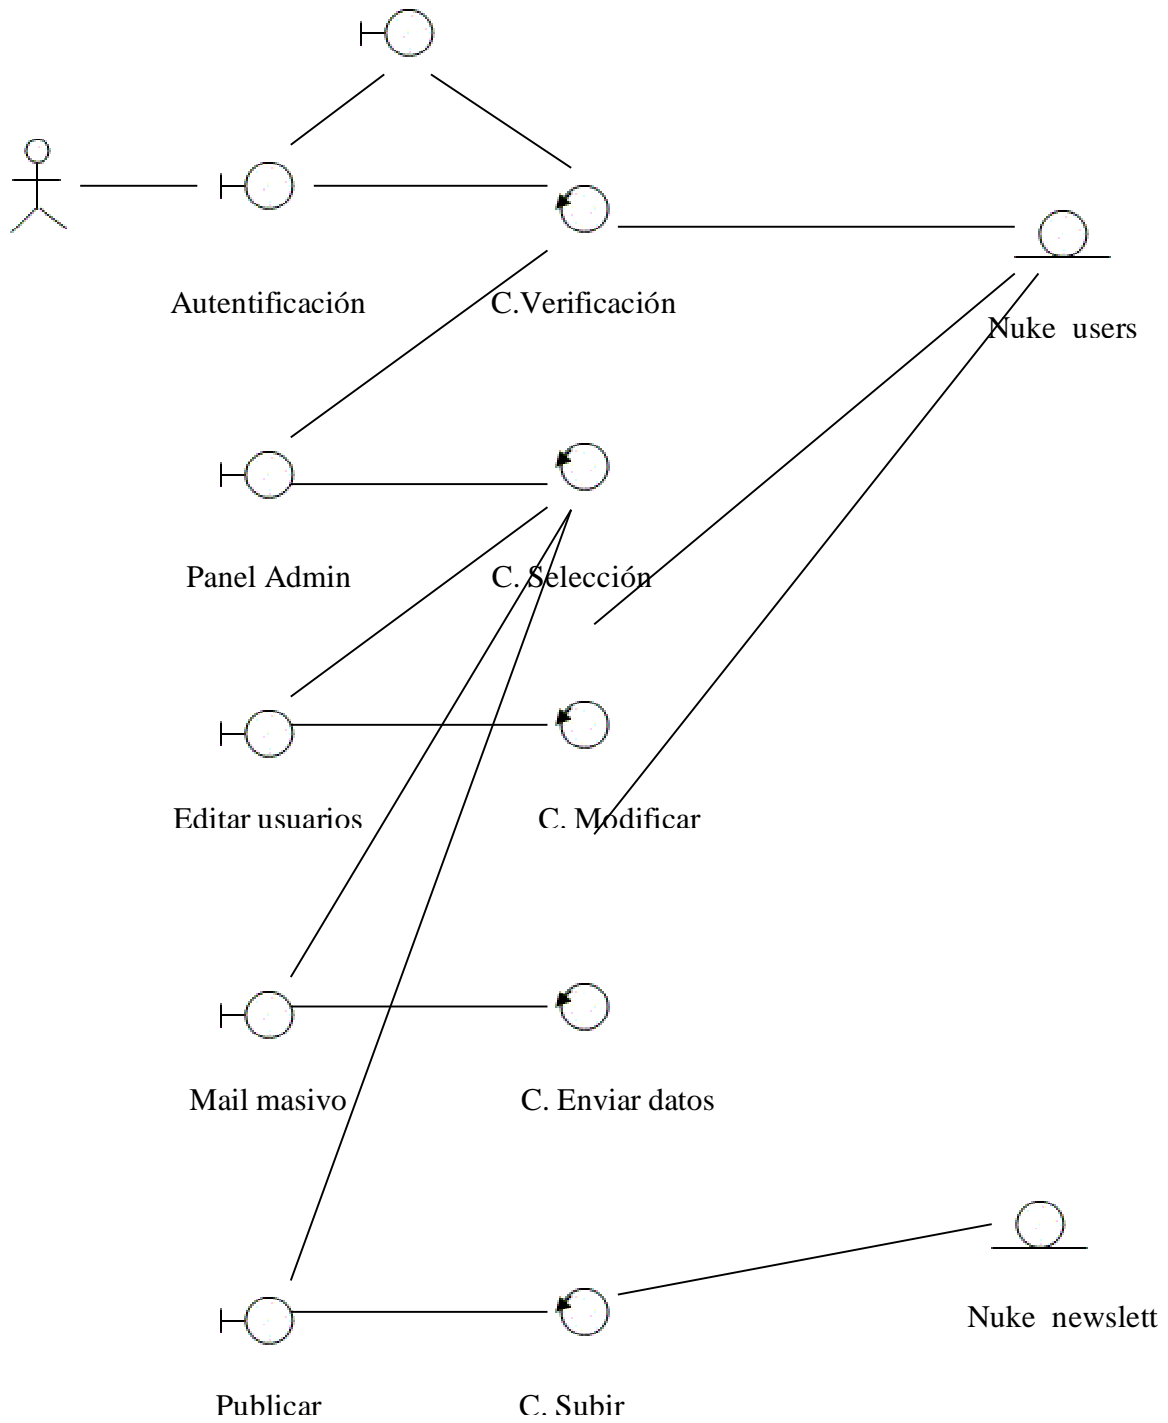 Autentificación
C.Verificación
Nuke users
Panel Admin
C. Selección
Editar usuarios
C. Modificar
Mail masivo
C. Enviar datos
Nuke newslett
Publicar
C. Subir